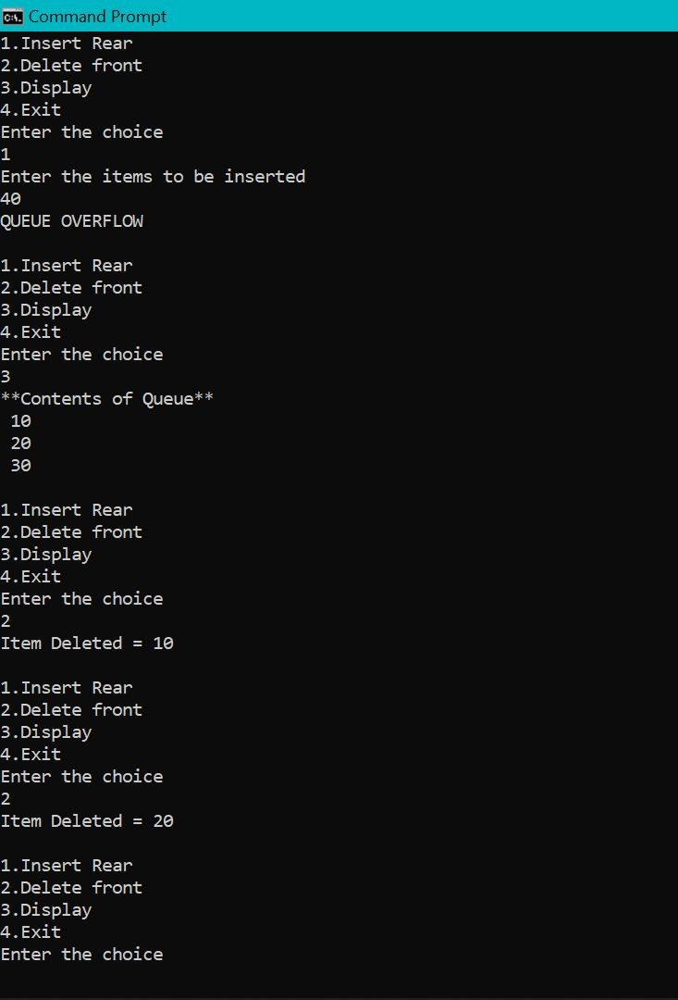 Command Prompt
1.Insert Rear
2.Delete front
3.Display
4.Exit
Enter the choice
1
Enter the items to be inserted
40
QUEUE OVERFLOW
1.Insert Rear
2.Delete front
3.Display
4.Exit
Enter the choice
3
**Contents of Queue**
10
20
30
1.Insert Rear
2.Delete front
3.Display
4.Exit
Enter the choice
2
Item Deleted = 10
1.Insert Rear
2.Delete front
3.Display
4.Exit
Enter the choice
2
Item Deleted = 20
1.Insert Rear
2.Delete front
3.Display
4.Exit
Enter the choice